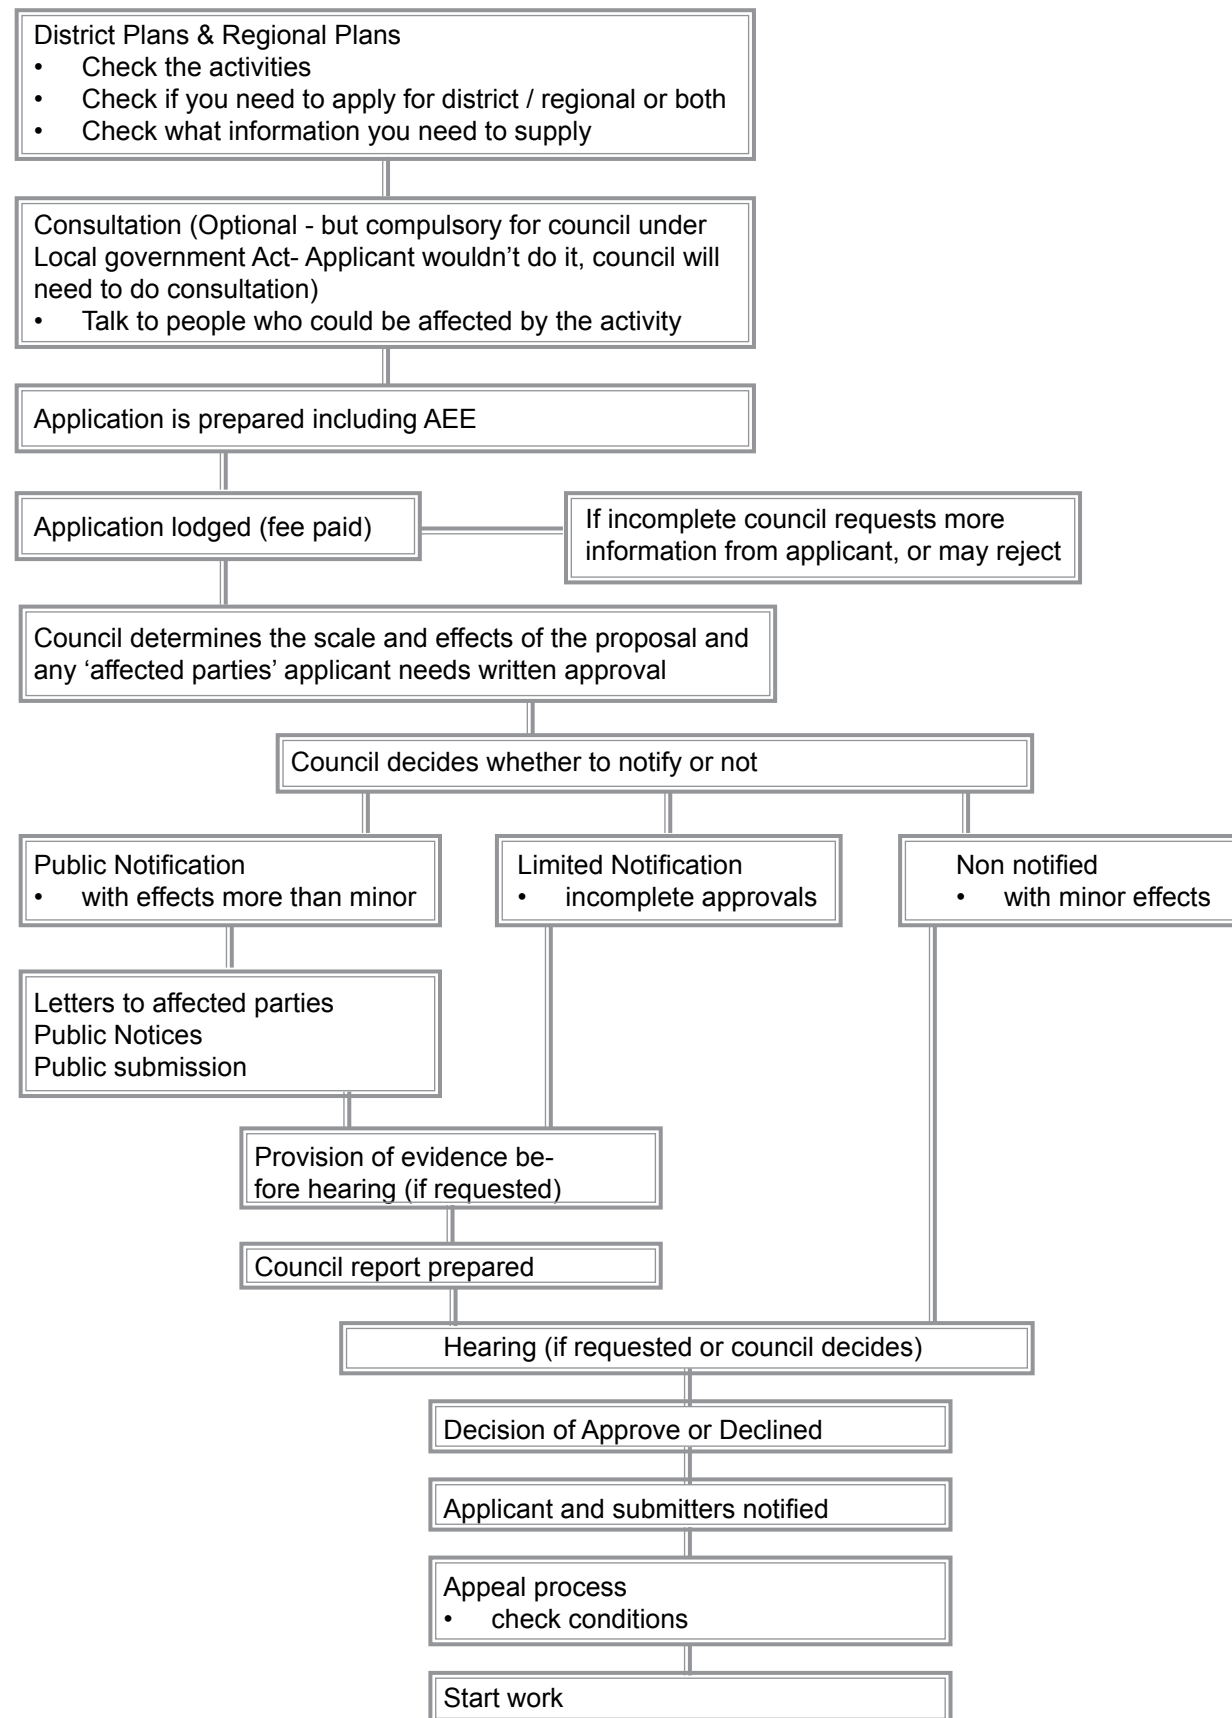 District Plans & Regional Plans
• Check the activities
• Check if you need to apply for district / regional or both
• Check what information you need to supply
Consultation (Optional - but compulsory for council under
Local government Act- Applicant wouldn’t do it, council will
need to do consultation)
• Talk to people who could be affected by the activity
Application is prepared including AEE
Application lodged (fee paid)
If incomplete council requests more
information from applicant, or may reject
Council determines the scale and effects of the proposal and
any ‘affected parties’ applicant needs written approval
Council decides whether to notify or not
Public Notification
• with effects more than minor
Limited Notification
• incomplete approvals
Non notified
• with minor effects
Letters to affected parties
Public Notices
Public submission
Provision of evidence be-
fore hearing (if requested)
Council report prepared
Hearing (if requested or council decides)
Decision of Approve or Declined
Applicant and submitters notified
Appeal process
• check conditions
Start work